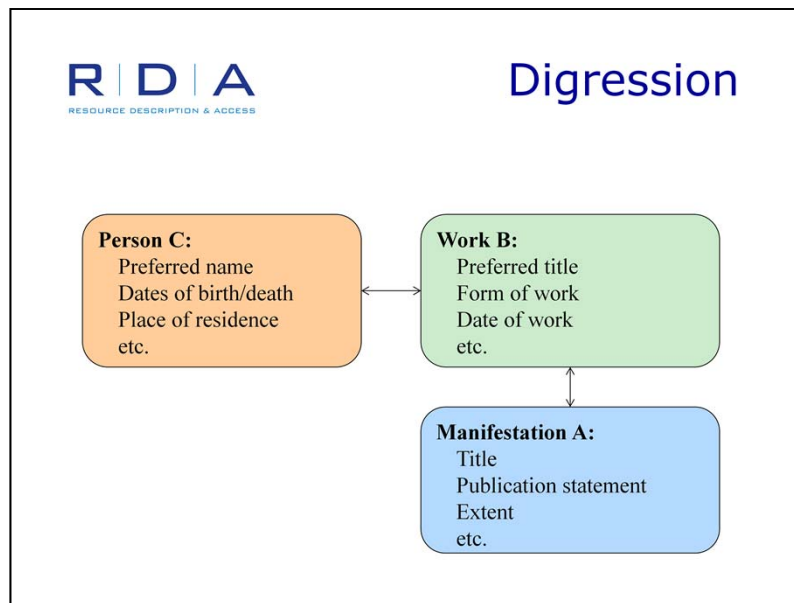 R | D | A
RESOURCE DESCRIPTION & ACCESS
Digression
Person C:
Preferred name
Dates of birth/death
Place of residence
etc.
Work B:
Preferred title
Form of work
Date of work
etc.
Manifestation A:
Title
Publication statement
Extent
etc.